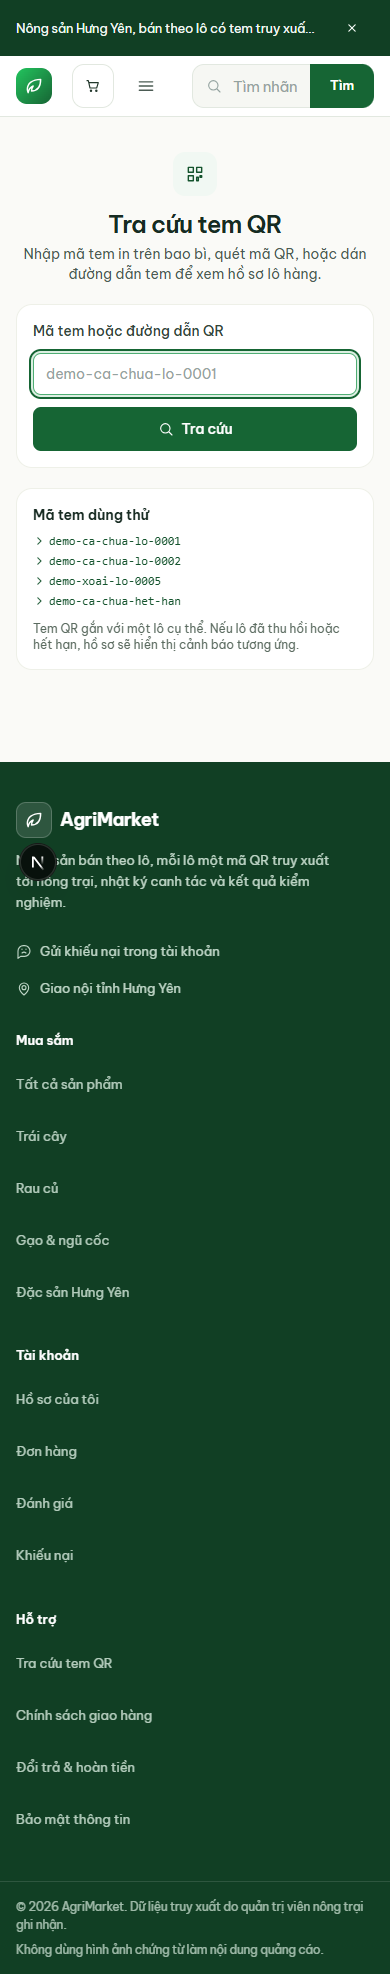 Nông sản Hưng Yên, bán theo lô có tem truy xuấ...
Tìm nhãn
Tìm
Tra cứu tem QR
Nhập mã tem in trên bao bì, quét mã QR, hoặc dán
đường dẫn tem để xem hồ sơ lô hàng.
Mã tem hoặc đường dẫn QR
demo-ca-chua-lo-0001
Tra cứu
Mã tem dùng thử
demo-ca-chua-lo-0001
demo-ca-chua-lo-0002
demo-xoai-lo-0005
demo-ca-chua-het-han
Tem QR gắn với một lô cụ thể. Nếu lô đã thu hồi hoặc
hết hạn, hồ sơ sẽ hiển thị cảnh báo tương ứng.
AgriMarket
sản bán theo lô, mỗi lô một mã QR truy xuất
tới nông trại, nhật ký canh tác và kết quả kiểm
nghiệm.
N
Gửi khiếu nại trong tài khoản
Giao nội tỉnh Hưng Yên
Mua sắm
Tất cả sản phẩm
Trái cây
Rau củ
Gạo & ngũ cốc
Đặc sản Hưng Yên
Tài khoản
Hồ sơ của tôi
Đơn hàng
Đánh giá
Khiếu nại
Hỗ trợ
Tra cứu tem QR
Chính sách giao hàng
Đổi trả & hoàn tiền
Bảo mật thông tin
© 2026 AgriMarket. Dữ liệu truy xuất do quản trị viên nông trại
ghi nhận.
Không dùng hình ảnh chứng từ làm nội dung quảng cáo.